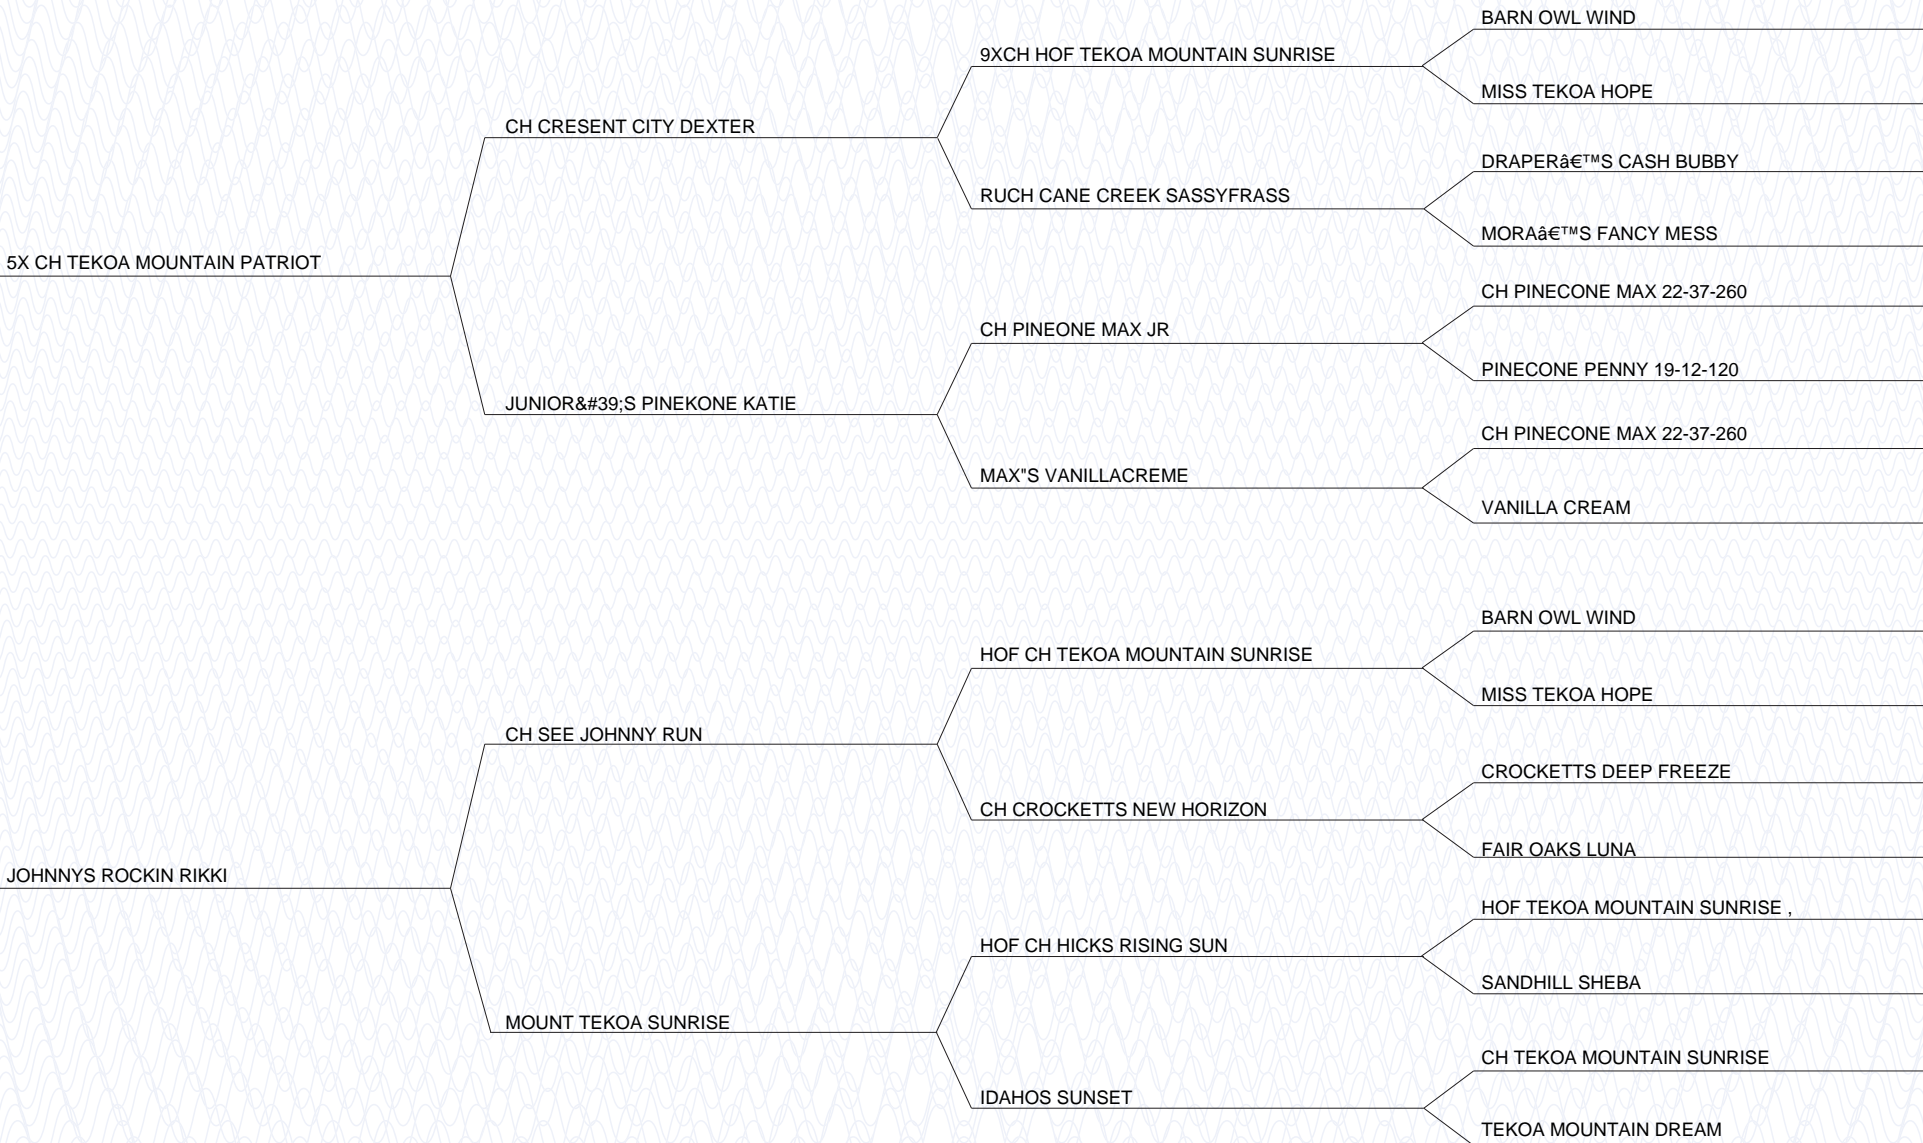 BARN OWL WIND
9XCH HOF TEKOA MOUNTAIN SUNRISE
MISS TEKOA HOPE
CH CRESENT CITY DEXTER
DRAPERâ€™S CASH BUBBY
RUCH CANE CREEK SASSYFRASS
MORAâ€™S FANCY MESS
5X CH TEKOA MOUNTAIN PATRIOT
CH PINECONE MAX 22-37-260
CH PINEONE MAX JR
PINECONE PENNY 19-12-120
JUNIOR&#39;S PINEKONE KATIE
CH PINECONE MAX 22-37-260
MAX"S VANILLACREME
VANILLA CREAM
BARN OWL WIND
HOF CH TEKOA MOUNTAIN SUNRISE
MISS TEKOA HOPE
CH SEE JOHNNY RUN
CROCKETTS DEEP FREEZE
CH CROCKETTS NEW HORIZON
FAIR OAKS LUNA
JOHNNYS ROCKIN RIKKI
HOF TEKOA MOUNTAIN SUNRISE ,
HOF CH HICKS RISING SUN
SANDHILL SHEBA
MOUNT TEKOA SUNRISE
CH TEKOA MOUNTAIN SUNRISE
IDAHOS SUNSET
TEKOA MOUNTAIN DREAM